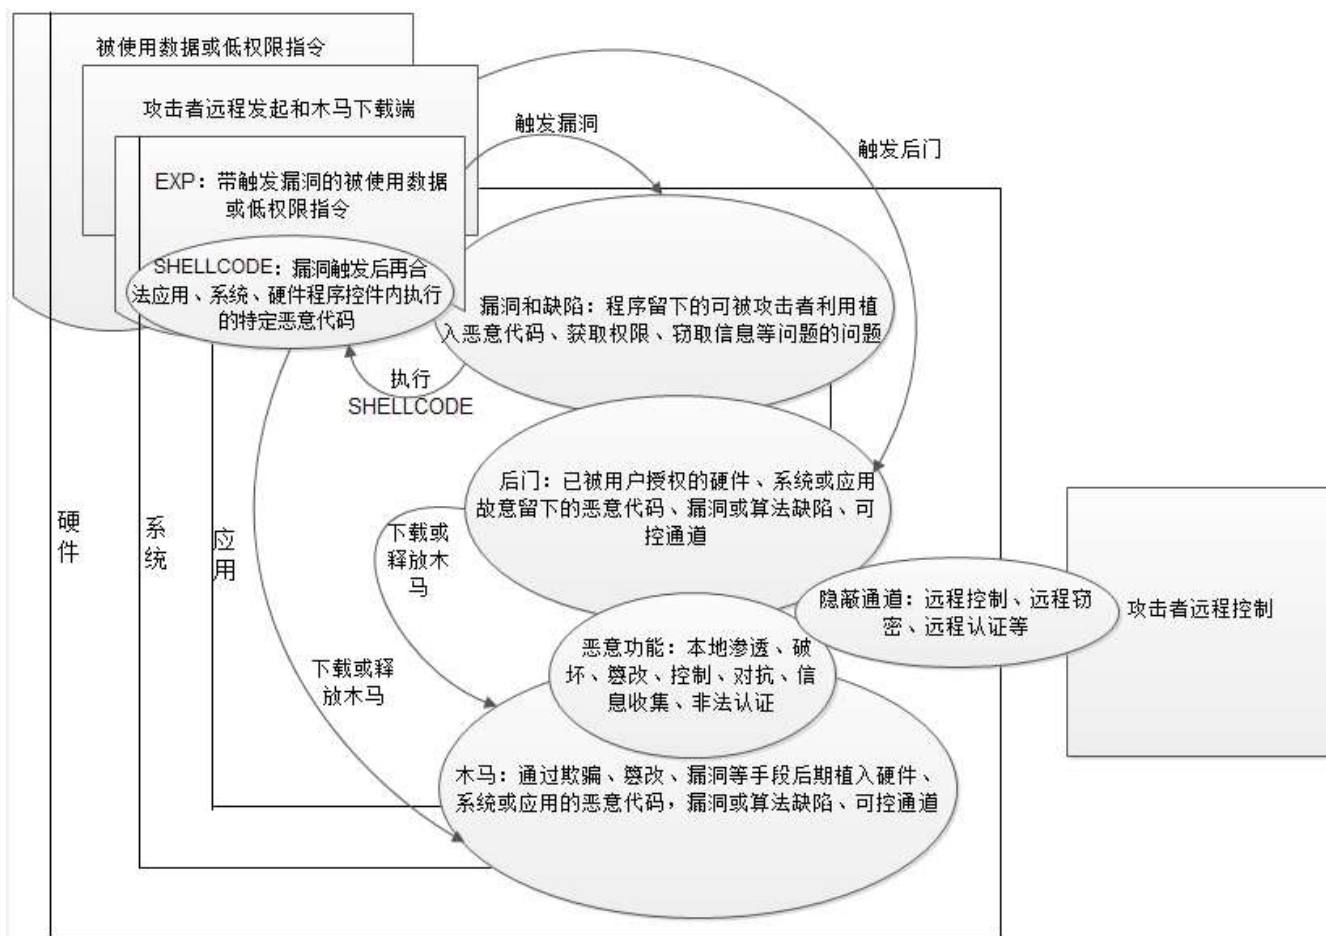 被使用数据或低权限指令
攻击者远程发起和木马下载端
触发漏洞
触发后门
EXP：带触发漏洞的被使用数据
或低权限指令
SHELLCODE：漏洞触发后再合
法应用、系统、硬件程序控件内执行
的特定恶意代码
漏洞和缺陷：程序留下的可被攻击者利用植
入恶意代码、获取权限、窃取信息等问题的问题
执行
SHELLCODE
后门：已被用户授权的硬件、系统或应用
故意留下的恶意代码、漏洞或算法缺陷、可
控通道
硬
件
系
统
应
用
下载或
释放木
马
隐蔽通道：远程控制、远程窃
密、远程认证等
攻击者远程控制
恶意功能：本地渗透、破
坏、篡改、控制、对抗、信
息收集、非法认证
下载或释
放木马
木马：通过欺骗、篡改、漏洞等手段后期植入硬件、
系统或应用的恶意代码，漏洞或算法缺陷、可控通道